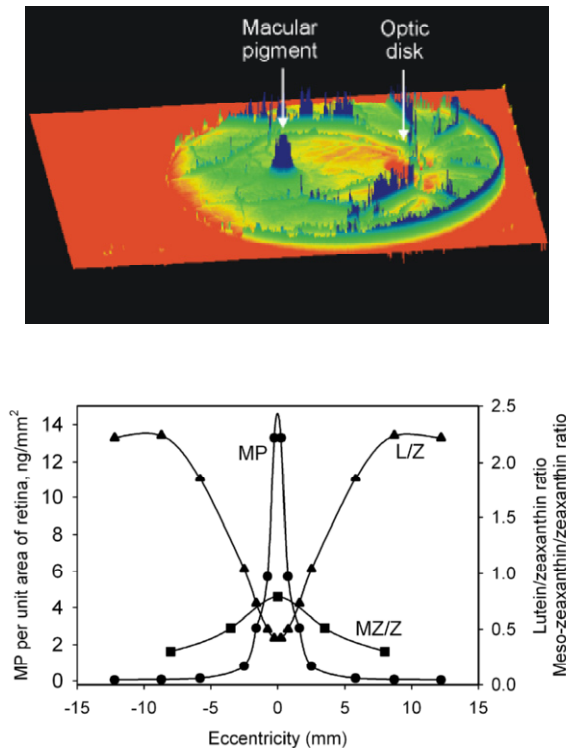 Macular pigment
Optic disk
MP per unit area of retina, ng/mm²
14
12
10
8
6
4
2
0
MP
L/Z
MZ/Z
2.5
2.0
1.5
1.0
0.5
0.0
Lutein/zeaxanthin ratio
Meso-zeaxanthin/zeaxanthin ratio
-15 -10 -5 0 5 10 15
Eccentricity (mm)